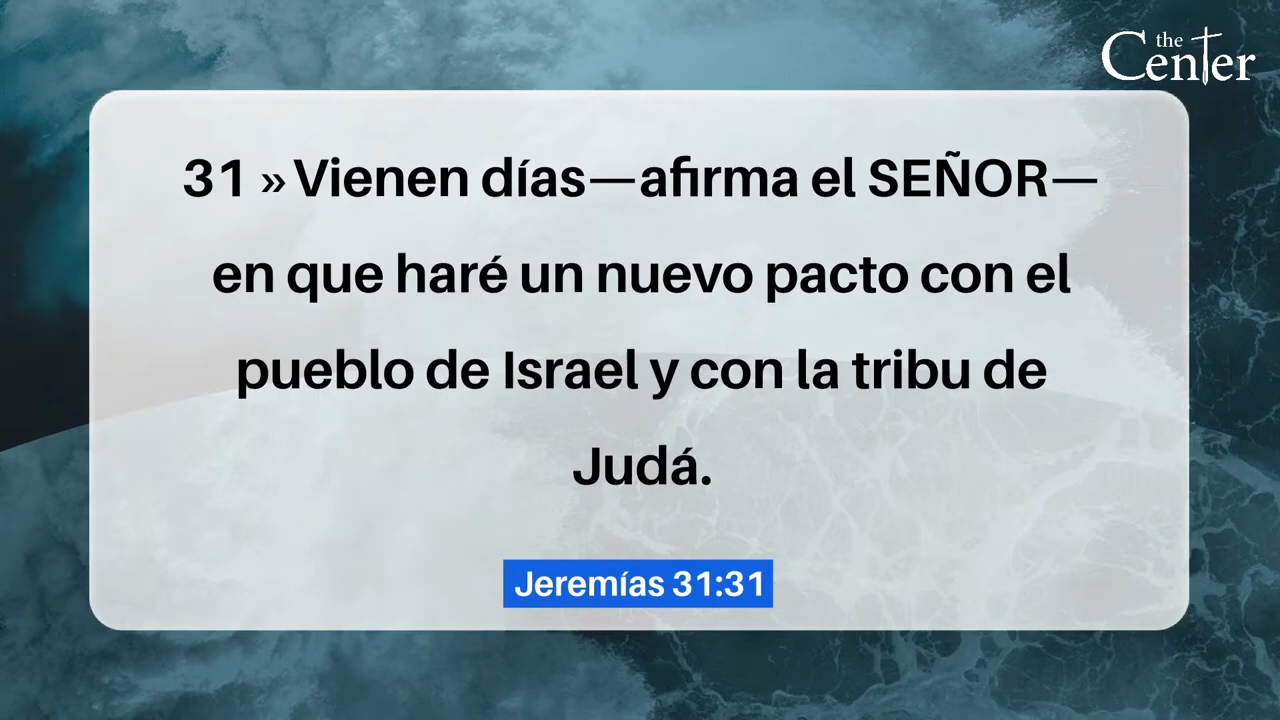 the
Center
31 » Vienen días—afirma el SEÑOR—
en que haré un nuevo pacto con el
pueblo de Israel y con la tribu de
Judá.
Jeremías 31:31